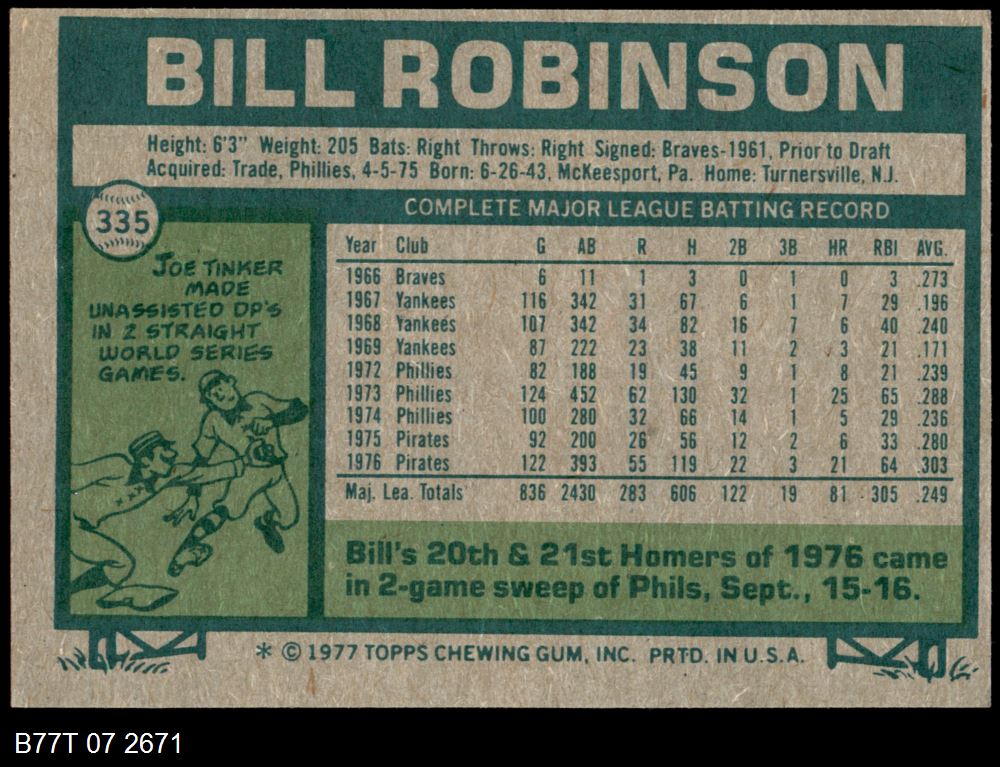 BILL ROBINSON
Height: 6'3" Weight: 205 Bats: Right Throws: Right Signed: Braves-1961, Prior to Draft
Acquired: Trade, Phillies, 4-5-75 Born: 6-26-43, McKeesport, Pa. Home: Turnersville, N.J.
335
JOE TINKER
MADE
UNASSISTED DP'S
IN 2 STRAIGHT
WORLD SERIES
GAMES.
COMPLETE MAJOR LEAGUE BATTING RECORD
Year Club G AB R H 2B 3B HR RBI AVG.
1966 Braves 6 11 1 3 0 1 0 3 .273
1967 Yankees 116 342 31 67 6 1 7 29 .196
1968 Yankees 107 342 34 82 16 7 6 40 .240
1969 Yankees 87 222 23 38 11 2 3 21 .171
1972 Phillies 82 188 19 45 9 1 8 21 .239
1973 Phillies 124 452 62 130 32 1 25 65 .288
1974 Phillies 100 280 32 66 14 1 5 29 .236
1975 Pirates 92 200 26 56 12 2 6 33 .280
1976 Pirates 122 393 55 119 22 3 21 64 .303
Maj. Lea. Totals 836 2430 283 606 122 19 81 305 .249
Bill's 20th & 21st Homers of 1976 came
in 2-game sweep of Phils, Sept., 15-16.
* © 1977 TOPPS CHEWING GUM, INC. PRTD. IN U.S.A.
B77T 07 2671